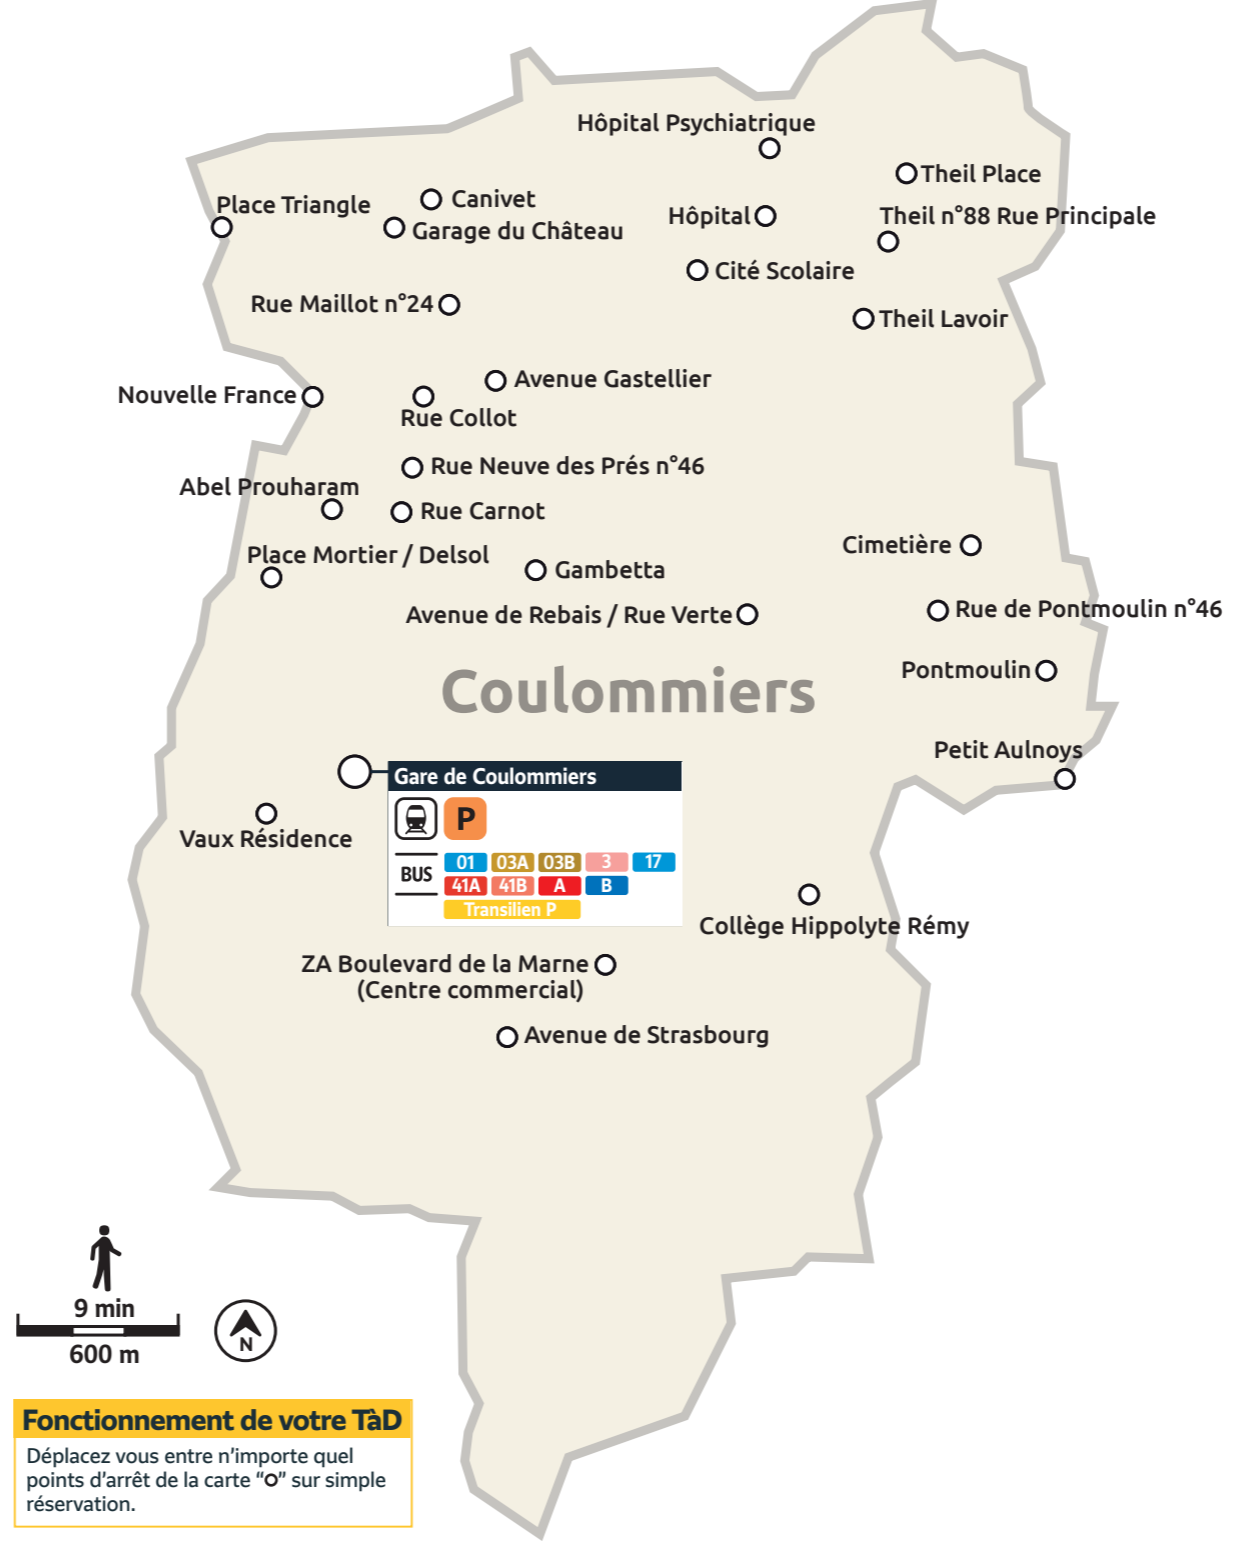 Hôpital Psychiatrique
Theil Place
Canivet
Place Triangle
Hôpital
Theil n°88 Rue Principale
Garage du Château
Cité Scolaire
Rue Maillot n°24
Theil Lavoir
Avenue Gastellier
Nouvelle France
Rue Collot
Rue Neuve des Prés n°46
Abel Prouharam
Rue Carnot
Cimetière
Place Mortier / Delsol
Gambetta
Rue de Pontmoulin n°46
Avenue de Rebais / Rue Verte
Pontmoulin
Coulommiers
Petit Aulnoys
Gare de Coulommiers
P
Vaux Résidence
BUS
01 03A 03B 3 17
41A 41B A B
Transilien P
Collège Hippolyte Rémy
ZA Boulevard de la Marne
(Centre commercial)
Avenue de Strasbourg
9 min
600 m
N
Fonctionnement de votre TàD
Déplacez vous entre n’importe quel
points d’arrêt de la carte “o” sur simple
réservation.